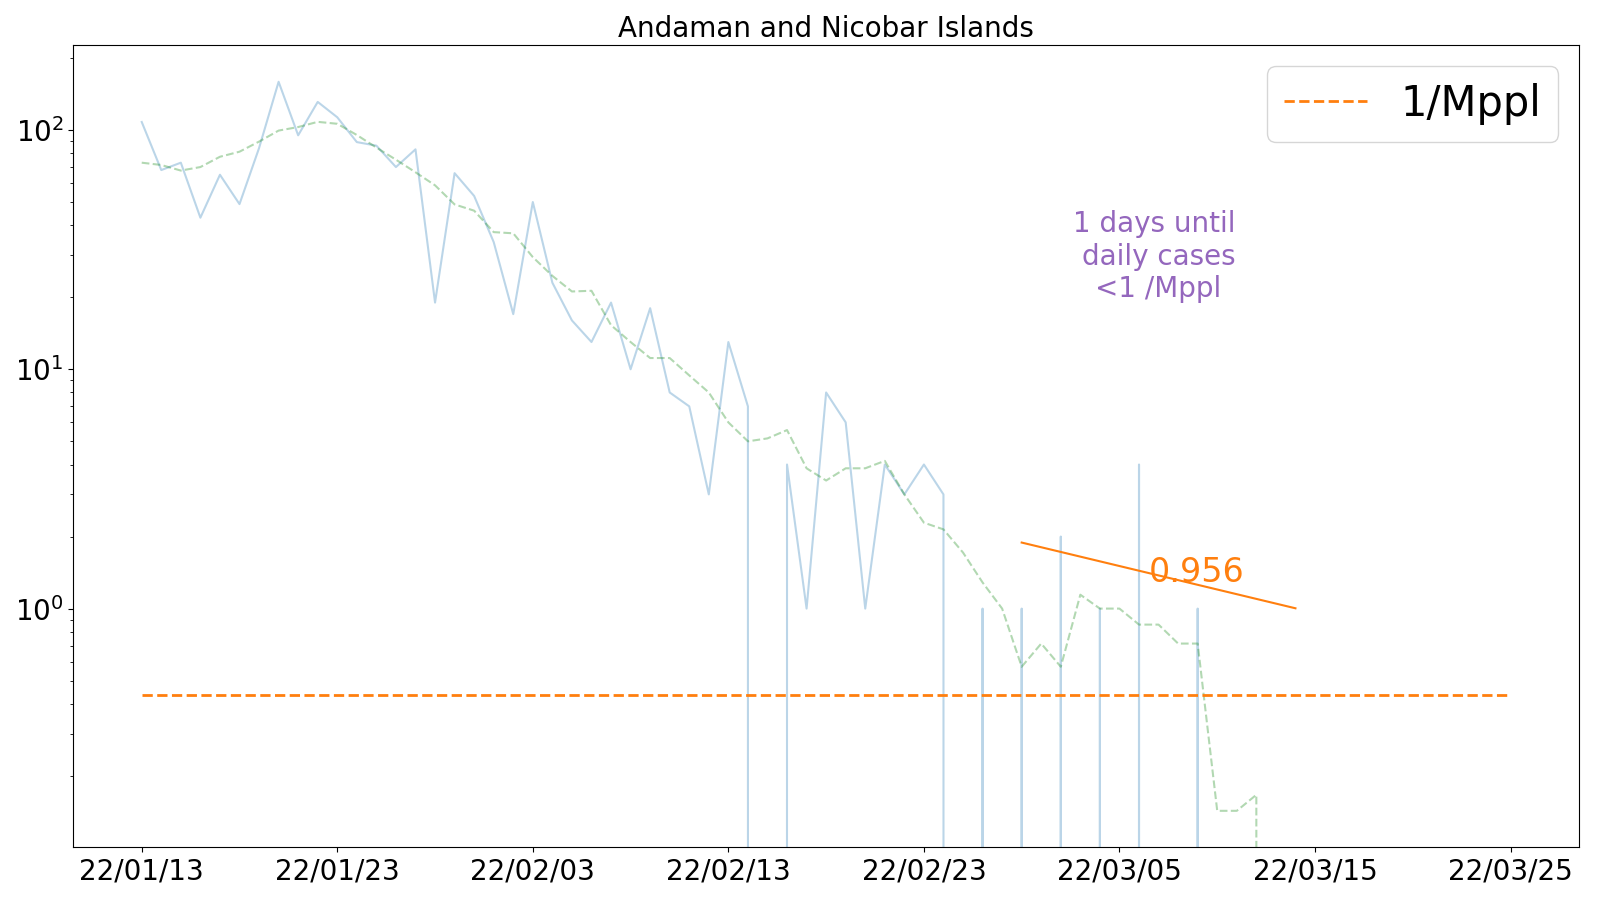 Andaman and Nicobar Islands
1/Mppl
10²
1 days until
daily cases
<1 /Mppl
10¹
0.956
10⁰
22/01/13 22/01/23 22/02/03 22/02/13 22/02/23 22/03/05 22/03/15 22/03/25